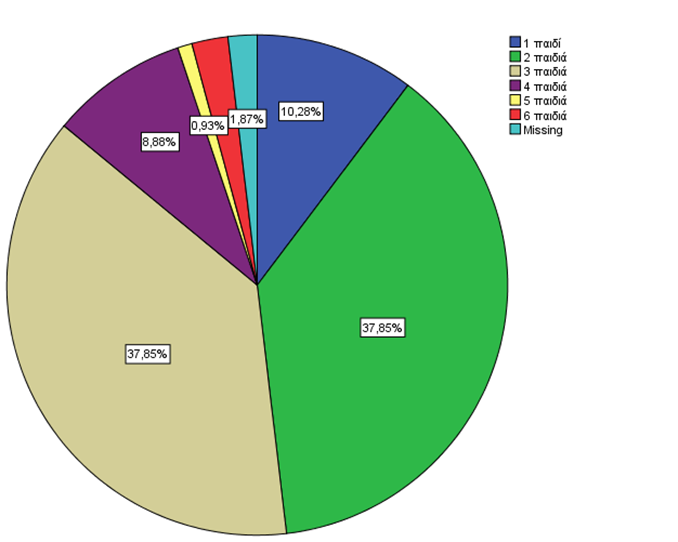 1 παιδί
2 παιδιά
3 παιδιά
4 παιδιά
5 παιδιά
6 παιδιά
Missing
10,28%
1,87%
0,93%
8,88%
37,85%
37,85%